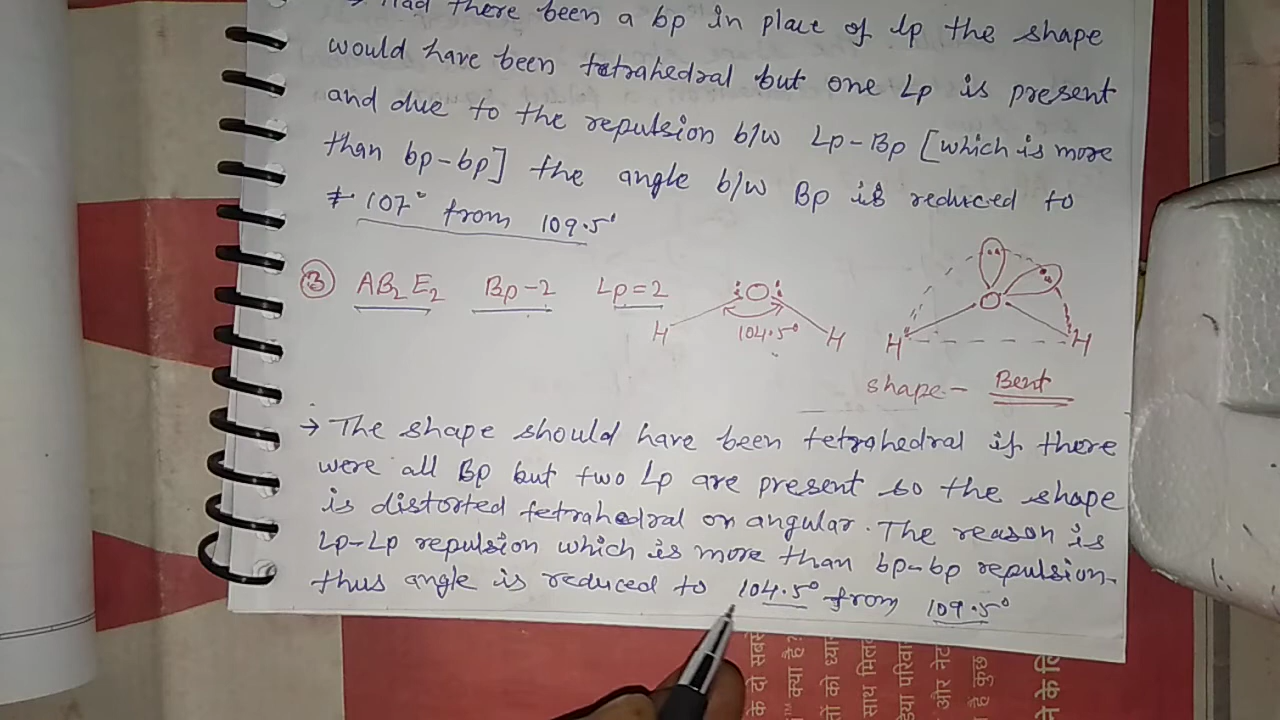 Had there been a bp in place of lp the shape
would have been tetrahedral but one Lp is present
and due to the repulsion b/w Lp-Bp [which is more
than bp-bp] the angle b/w Bp is reduced to
107° from 109.5°
③ AB₂E₂ Bp-2 Lp=2
:O:
H 104.5° H
O
H H
shape- Bent
→ The shape should have been tetrahedral if there
were all Bp but two Lp are present so the shape
is distorted tetrahedral or angular. The reason is
Lp-Lp repulsion which is more than bp-bp repulsion.
thus angle is reduced to 104.5° from 109.5°
के दो सबसे
क्या है?
साथ मिल
और नेट
है कुछ